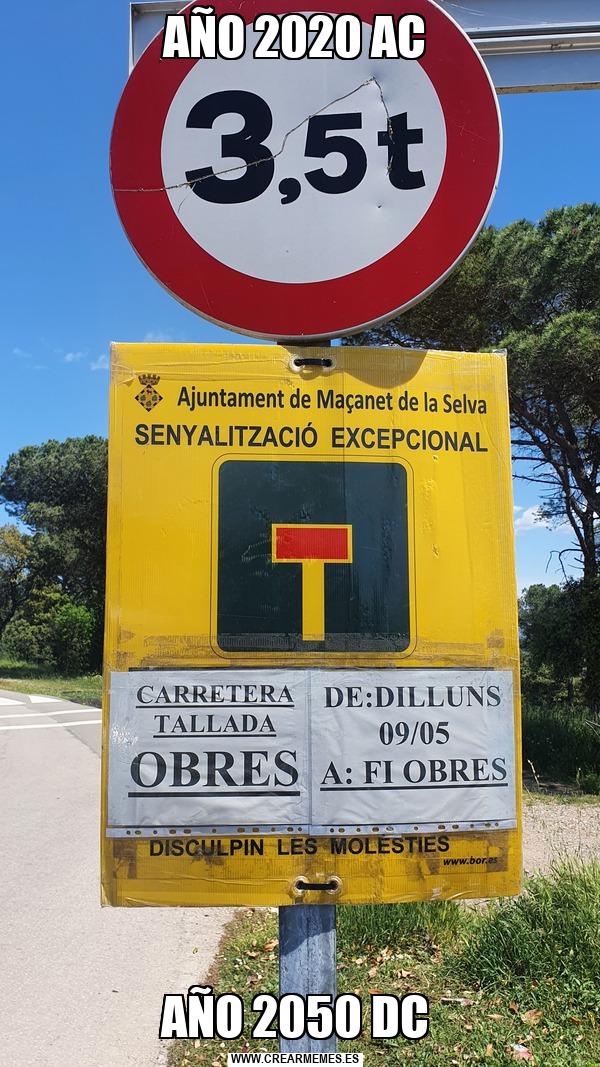 AÑO 2020 AC
3,5t
Ajuntament de Maçanet de la Selva
SENYALITZACIÓ EXCEPCIONAL
CARRETERA
TALLADA
OBRES
DE:DILLUNS
09/05
A: FI OBRES
DISCULPIN LES MOLÈSTIES
www.bor.es
AÑO 2050 DC
WWW.CREARMEMES.ES